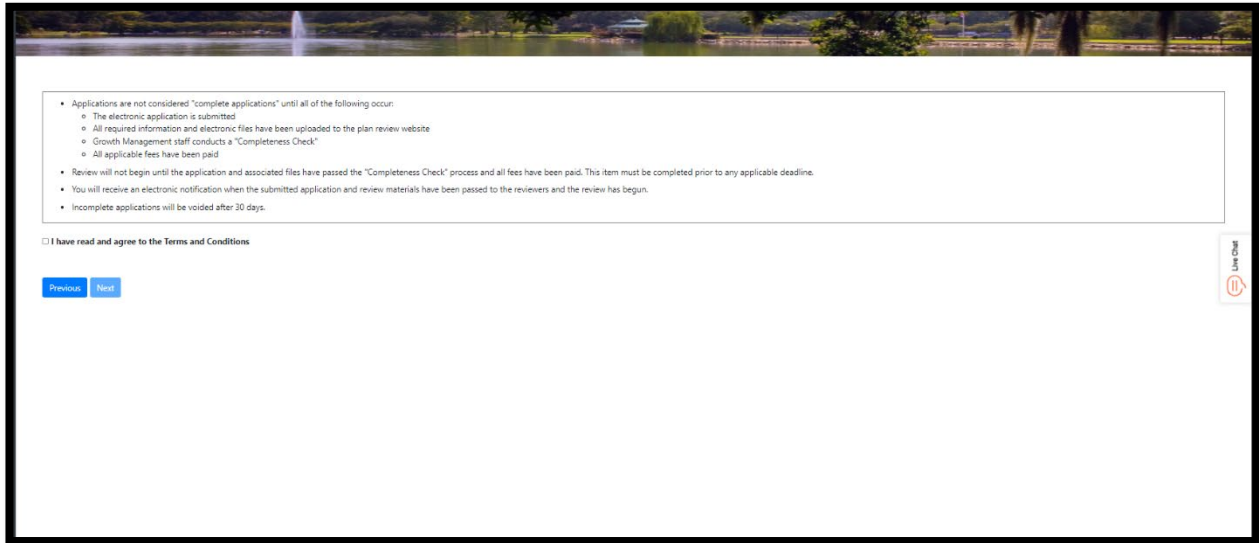 Applications are not considered "complete applications" until all of the following occur:
The electronic application is submitted
All required information and electronic files have been uploaded to the plan review website
Growth Management staff conducts a "Completeness Check"
All applicable fees have been paid
Review will not begin until the application and associated files have passed the "Completeness Check" process and all fees have been paid. This item must be completed prior to any applicable deadline.
You will receive an electronic notification when the submitted application and review materials have been passed to the reviewers and the review has begun.
Incomplete applications will be voided after 30 days.
I have read and agree to the Terms and Conditions
Live Chat
Previous Next